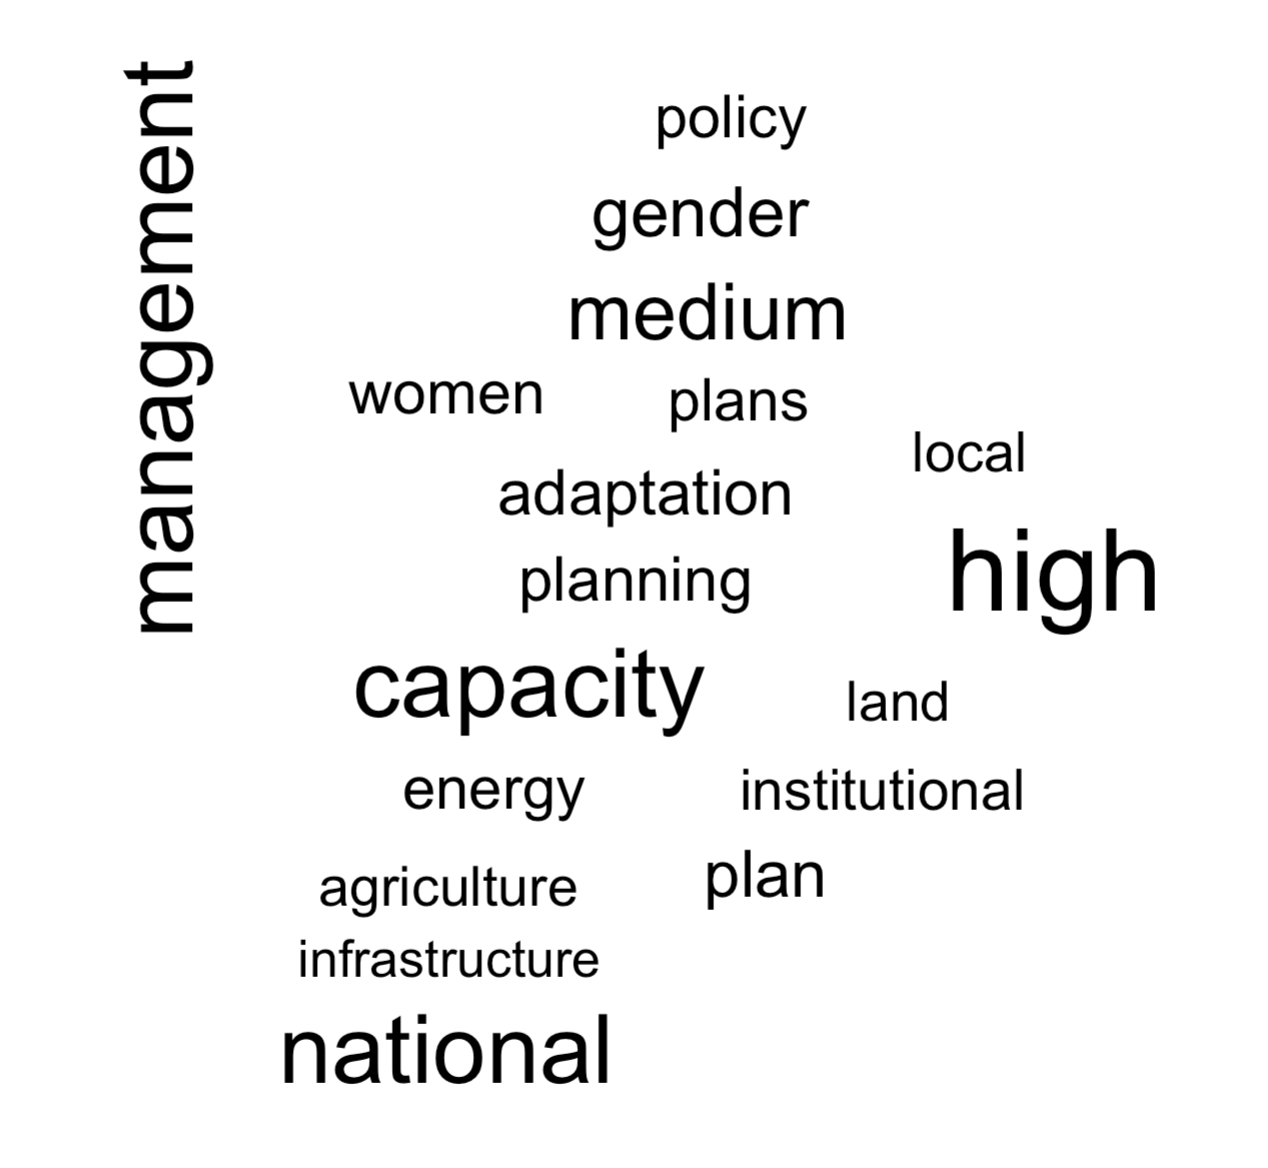 management
policy
gender
medium
women plans
local
adaptation
high
planning
capacity land
energy institutional
agriculture plan
infrastructure
national